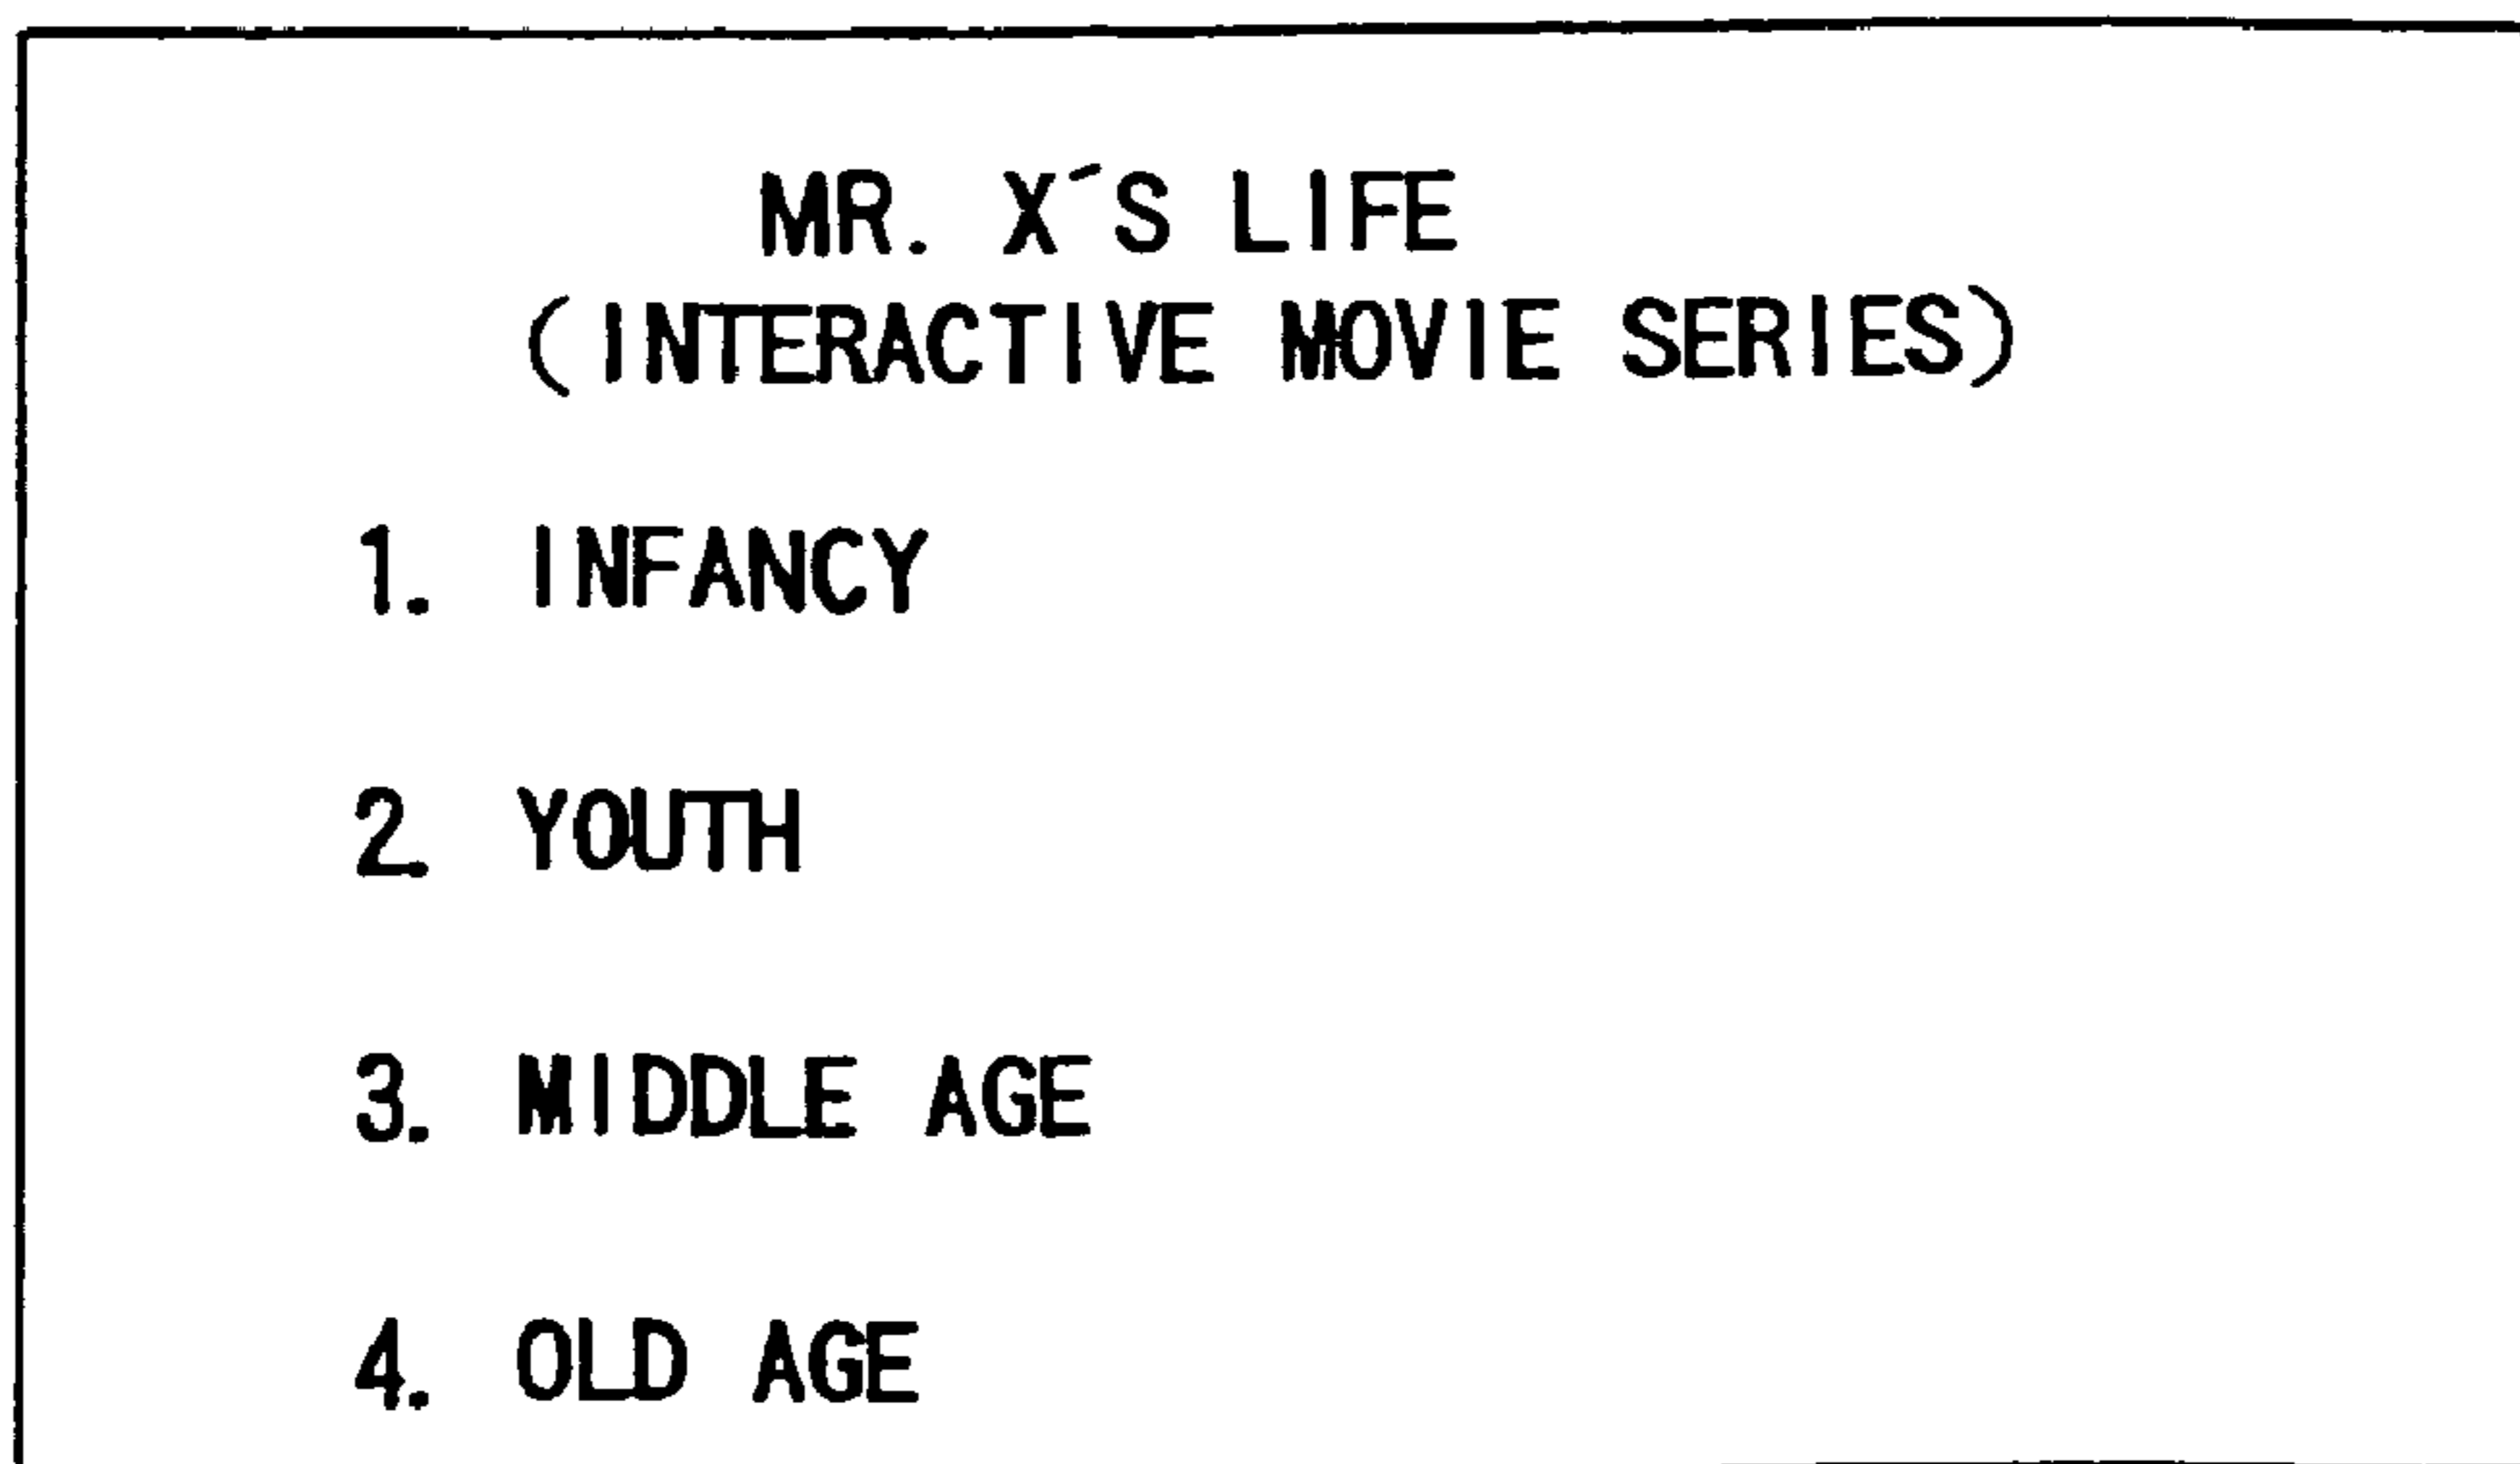 MR. X´S LIFE
(INTERACTIVE MOVIE SERIES)
1. INFANCY
2. YOUTH
3. MIDDLE AGE
4. OLD AGE